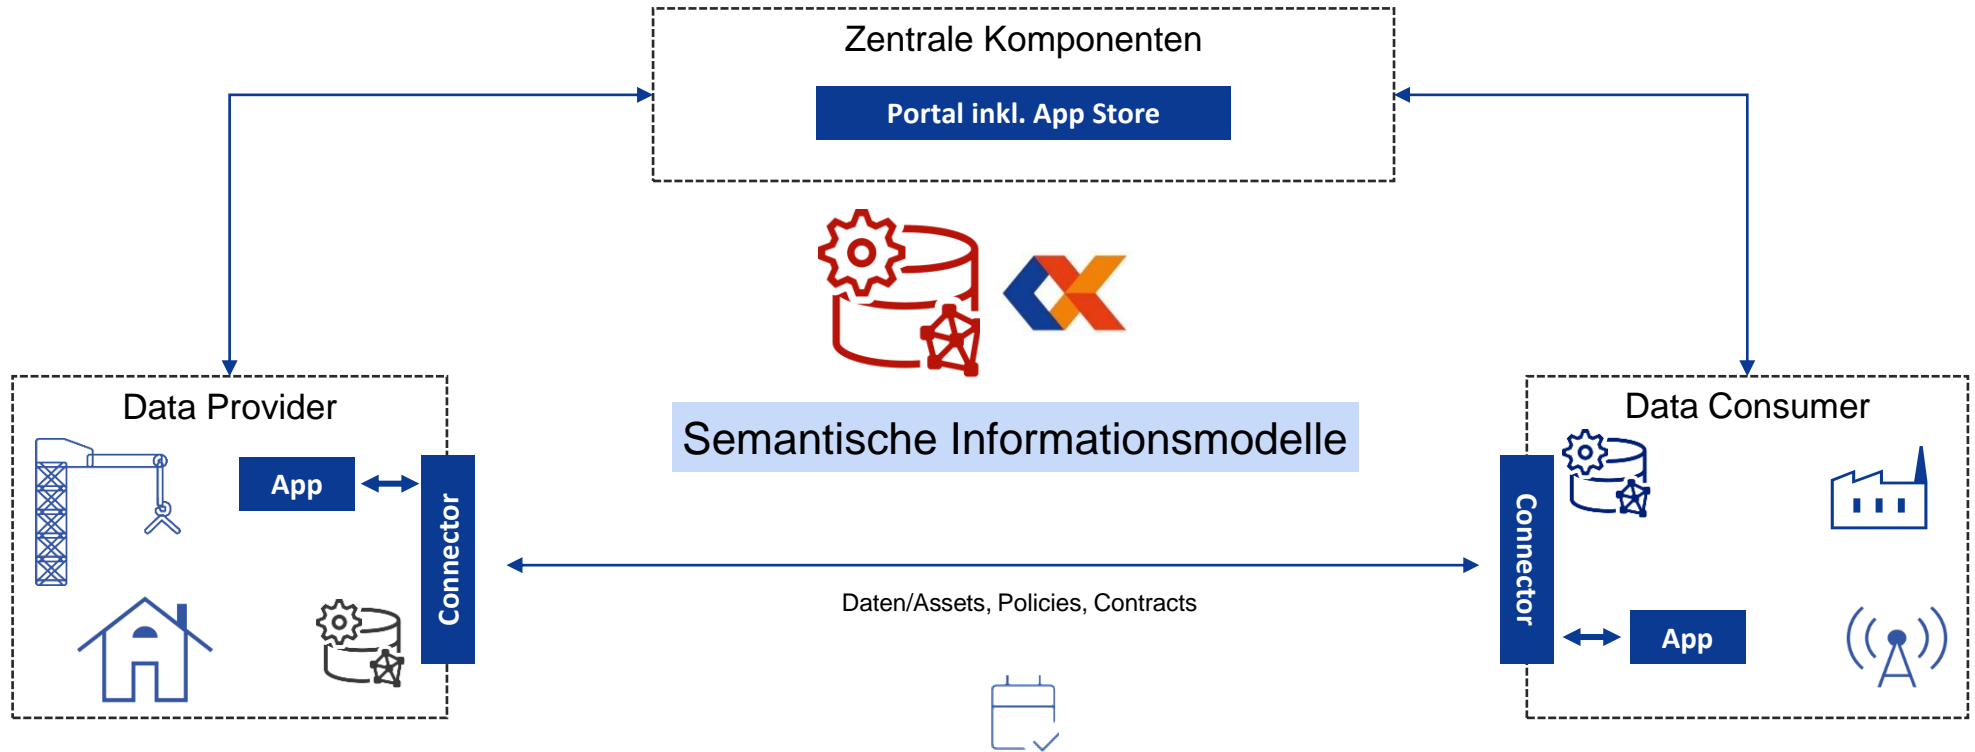 Zentrale Komponenten
Portal inkl. App Store
Data Provider
Data Consumer
Semantische Informationsmodelle
App
Connector
Connector
Daten/Assets, Policies, Contracts
App